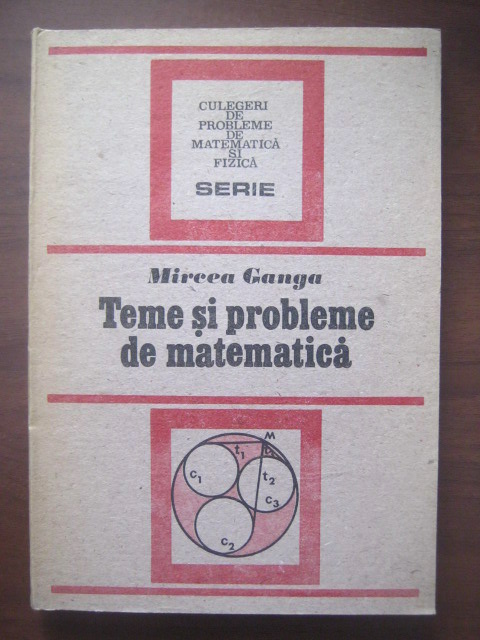 CULEGERI
DE
PROBLEME
DE
MATEMATICĂ
ȘI
FIZICĂ
SERIE
Mircea Ganga
Teme și probleme
de matematică
M
t₁
c₁
t₂
c₃
c₂